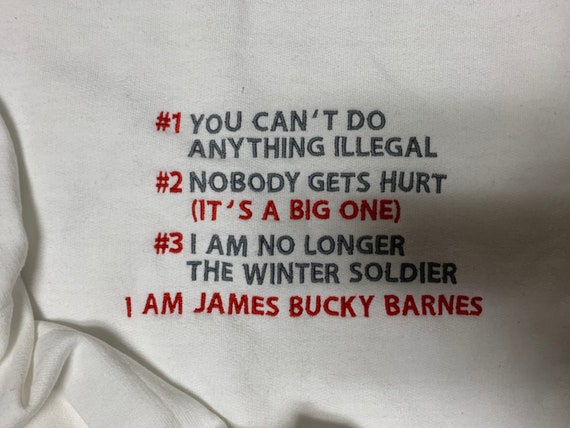 #1 YOU CAN'T DO
ANYTHING ILLEGAL
#2 NOBODY GETS HURT
(IT'S A BIG ONE)
#3 I AM NO LONGER
THE WINTER SOLDIER
I AM JAMES BUCKY BARNES